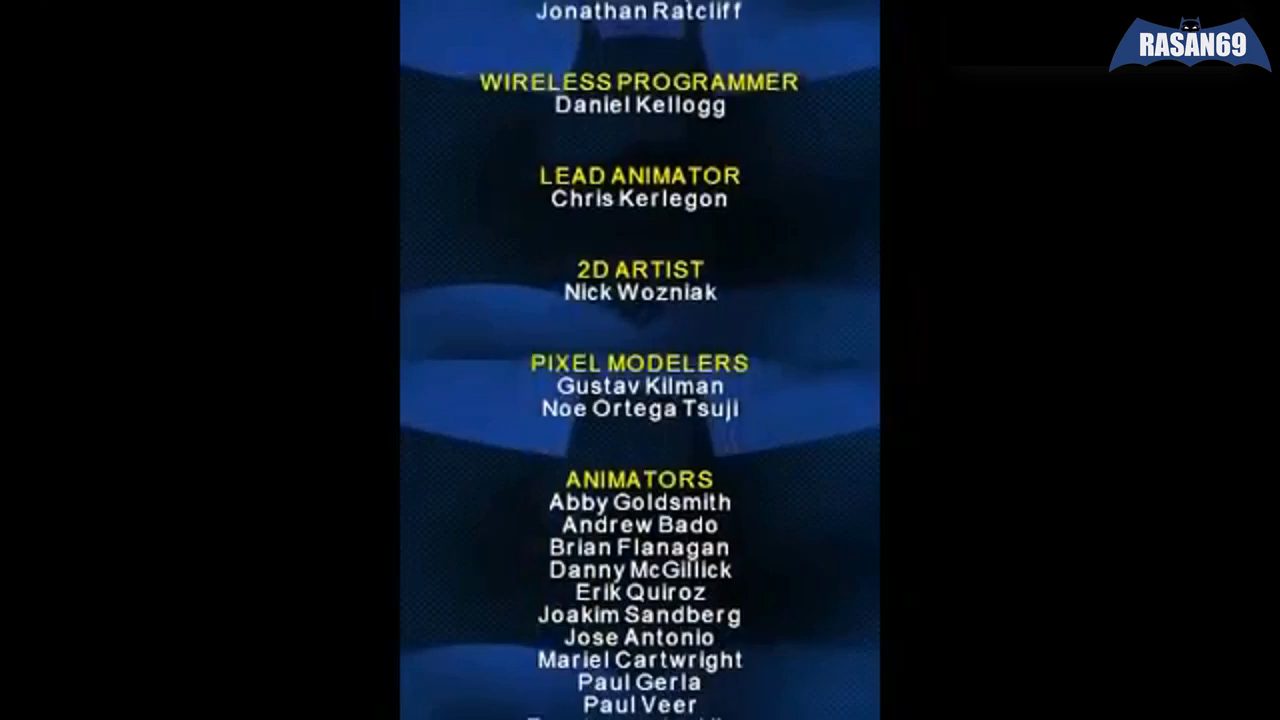 Jonathan Ratcliff
RASAN69
WIRELESS PROGRAMMER
Daniel Kellogg
LEAD ANIMATOR
Chris Kerlegon
2D ARTIST
Nick Wozniak
PIXEL MODELERS
Gustav Kilman
Noe Ortega Tsuji
ANIMATORS
Abby Goldsmith
Andrew Bado
Brian Flanagan
Danny McGillick
Erik Quiroz
Joakim Sandberg
Jose Antonio
Mariel Cartwright
Paul Gerla
Paul Veer